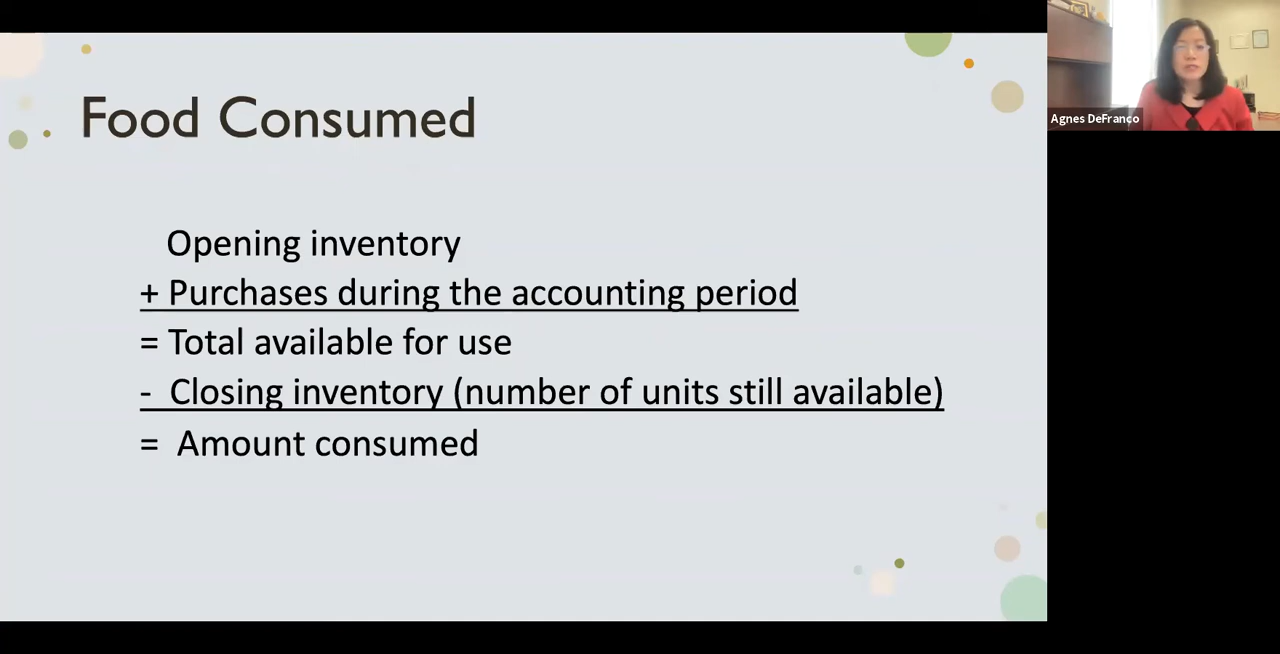 Food Consumed
Opening inventory
+ Purchases during the accounting period
= Total available for use
- Closing inventory (number of units still available)
= Amount consumed
Agnes DeFranco